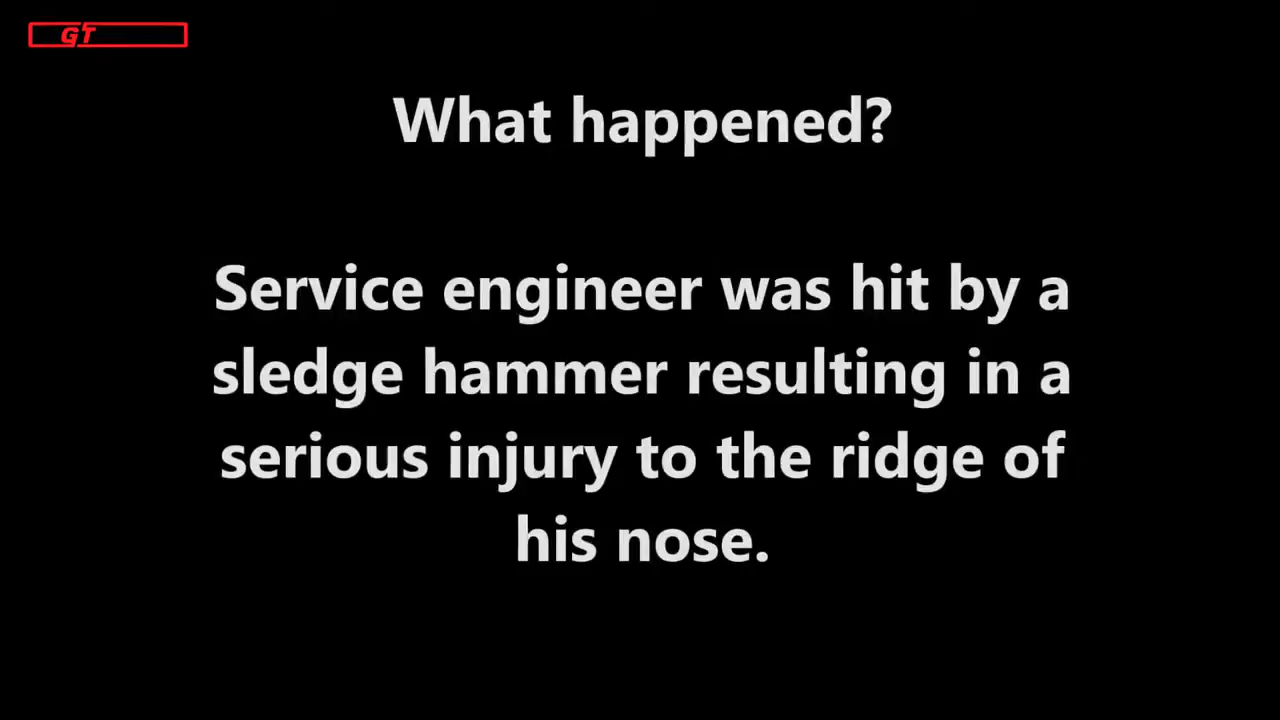 GT
What happened?
Service engineer was hit by a
sledge hammer resulting in a
serious injury to the ridge of
his nose.